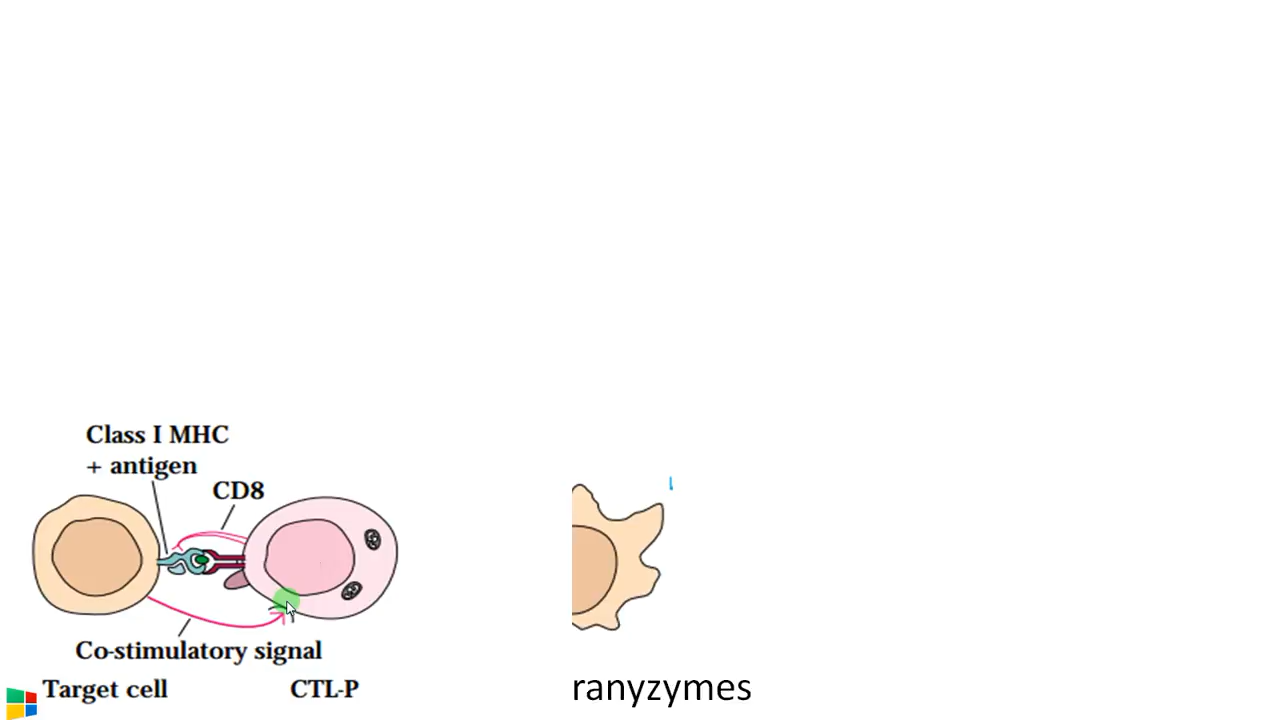 Class I MHC
+ antigen
CD8
Co-stimulatory signal
Target cell
CTL-P
ranyzymes